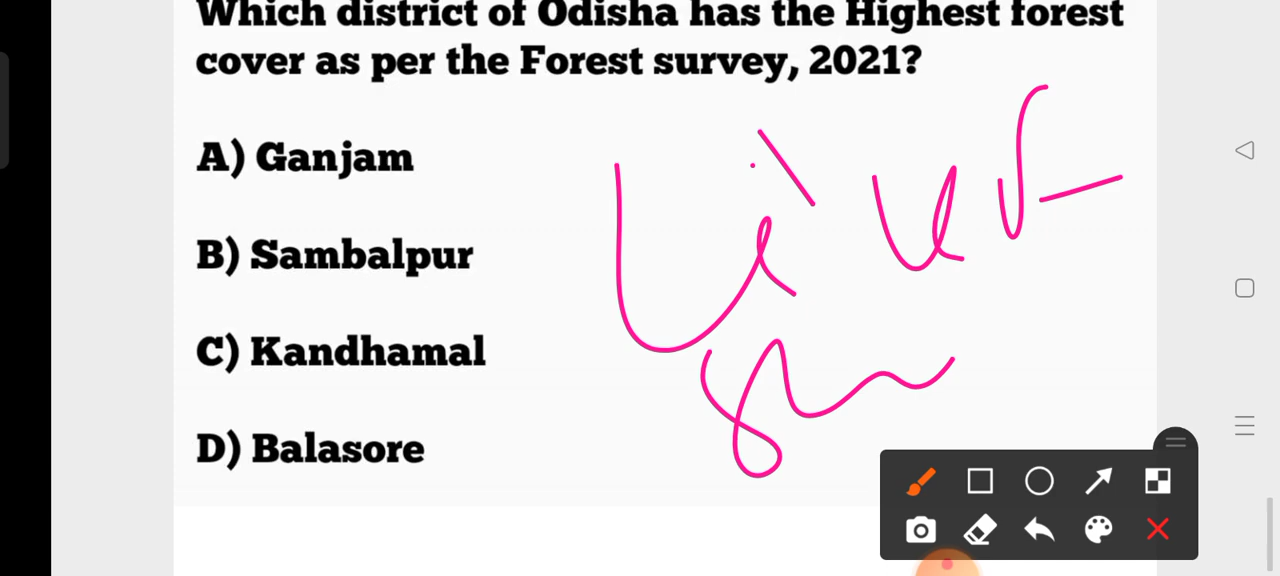 Which district of Odisha has the Highest forest
cover as per the Forest survey, 2021?
A) Ganjam
B) Sambalpur
C) Kandhamal
D) Balasore